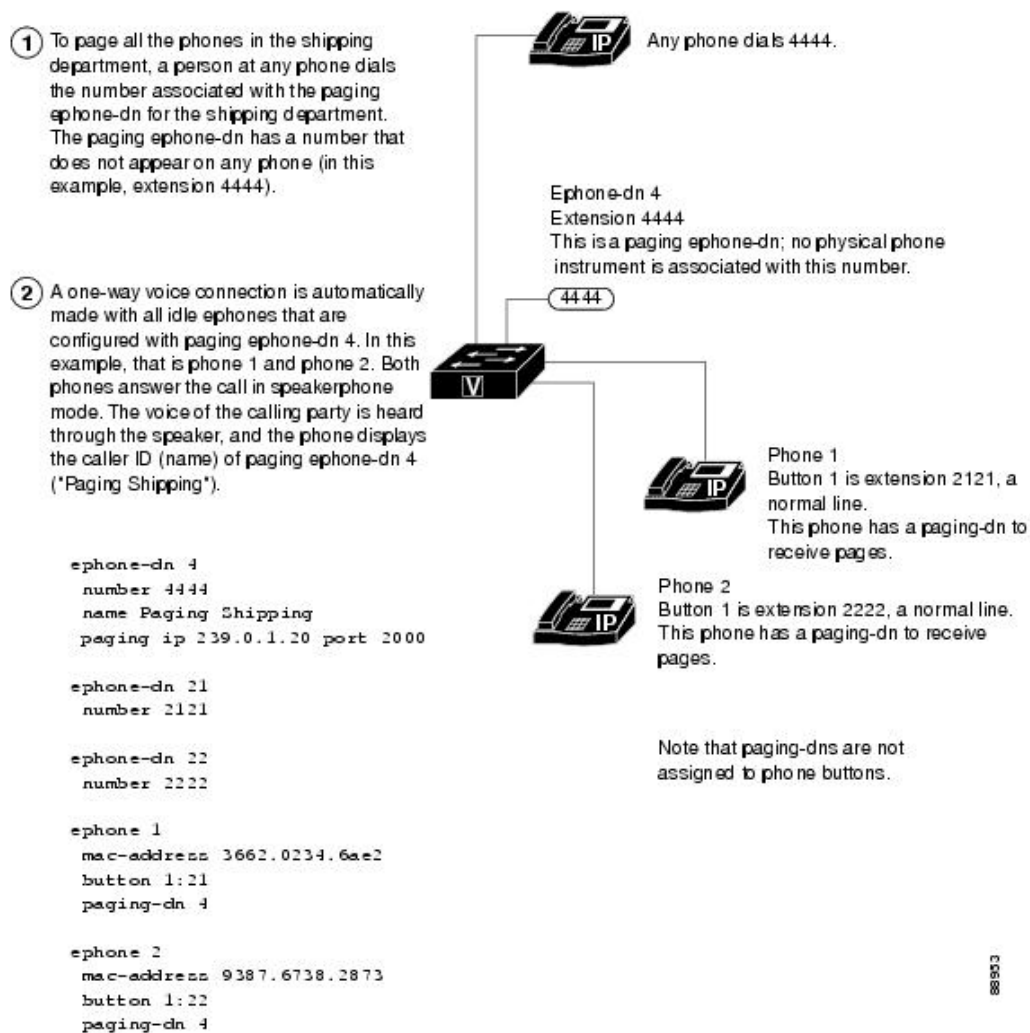 1 To page all the phones in the shipping
department, a person at any phone dials
the number associated with the paging
ephone-dn for the shipping department.
The paging ephone-dn has a number that
does not appear on any phone (in this
example, extension 4444).
IP
Any phone dials 4444.
Ephone-dn 4
Extension 4444
This is a paging ephone-dn; no physical phone
instrument is associated with this number.
4444
2 A one-way voice connection is automatically
made with all idle ephones that are
configured with paging ephone-dn 4. In this
example, that is phone 1 and phone 2. Both
phones answer the call in speakerphone
mode. The voice of the calling party is heard
through the speaker, and the phone displays
the caller ID (name) of paging ephone-dn 4
("Paging Shipping").
V
IP
Phone 1
Button 1 is extension 2121, a
normal line.
This phone has a paging-dn to
receive pages.
IP
Phone 2
Button 1 is extension 2222, a normal line.
This phone has a paging-dn to receive
pages.
Note that paging-dns are not
assigned to phone buttons.
ephone-dn 4
number 4444
name Paging Shipping
paging ip 239.0.1.20 port 2000
ephone-dn 21
number 2121
ephone-dn 22
number 2222
ephone 1
mac-address 3662.0234.6ae2
button 1:21
paging-dn 4
ephone 2
mac-address 9387.6738.2873
button 1:22
paging-dn 4
88953